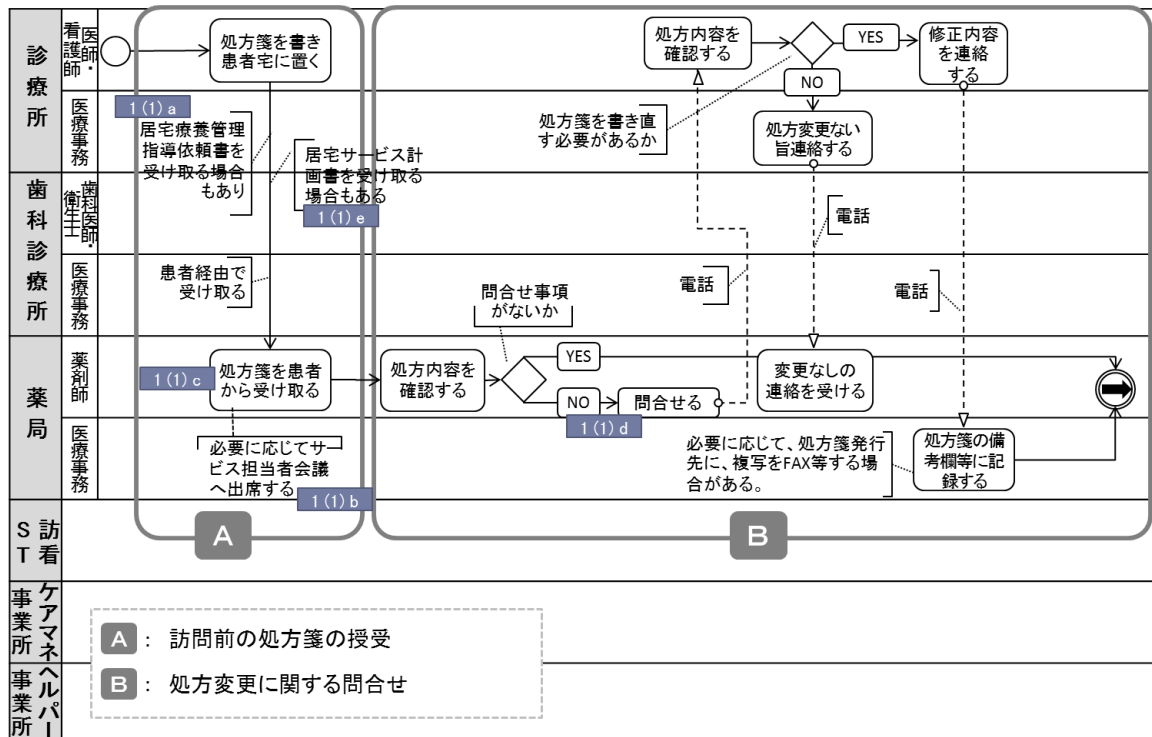 診療所
医師・
看護師
医療事務
歯科診療所
歯科医師・
衛生士
医療事務
薬局
薬剤師
医療事務
訪看
ST
ケアマネ
事業所
ヘルパー
事業所
処方箋を書き
患者宅に置く
1(1)a
居宅療養管理
指導依頼書を
受け取る場合
もあり
居宅サービス計
画書を受け取る
場合もある
1(1)e
患者経由で
受け取る
1(1)c
処方箋を患者
から受け取る
必要に応じてサー
ビス担当者会議
へ出席する
1(1)b
A
処方内容を
確認する
問合せ事項
がないか
YES
NO
問合せる
1(1)d
電話
処方内容を
確認する
処方箋を書き直
す必要があるか
YES
NO
修正内容
を連絡
する
処方変更ない
旨連絡する
電話
電話
変更なしの
連絡を受ける
必要に応じて、処方箋発行
先に、複写をFAX等する場
合がある。
処方箋の備
考欄等に記
録する
B
A : 訪問前の処方箋の授受
B : 処方変更に関する問合せ